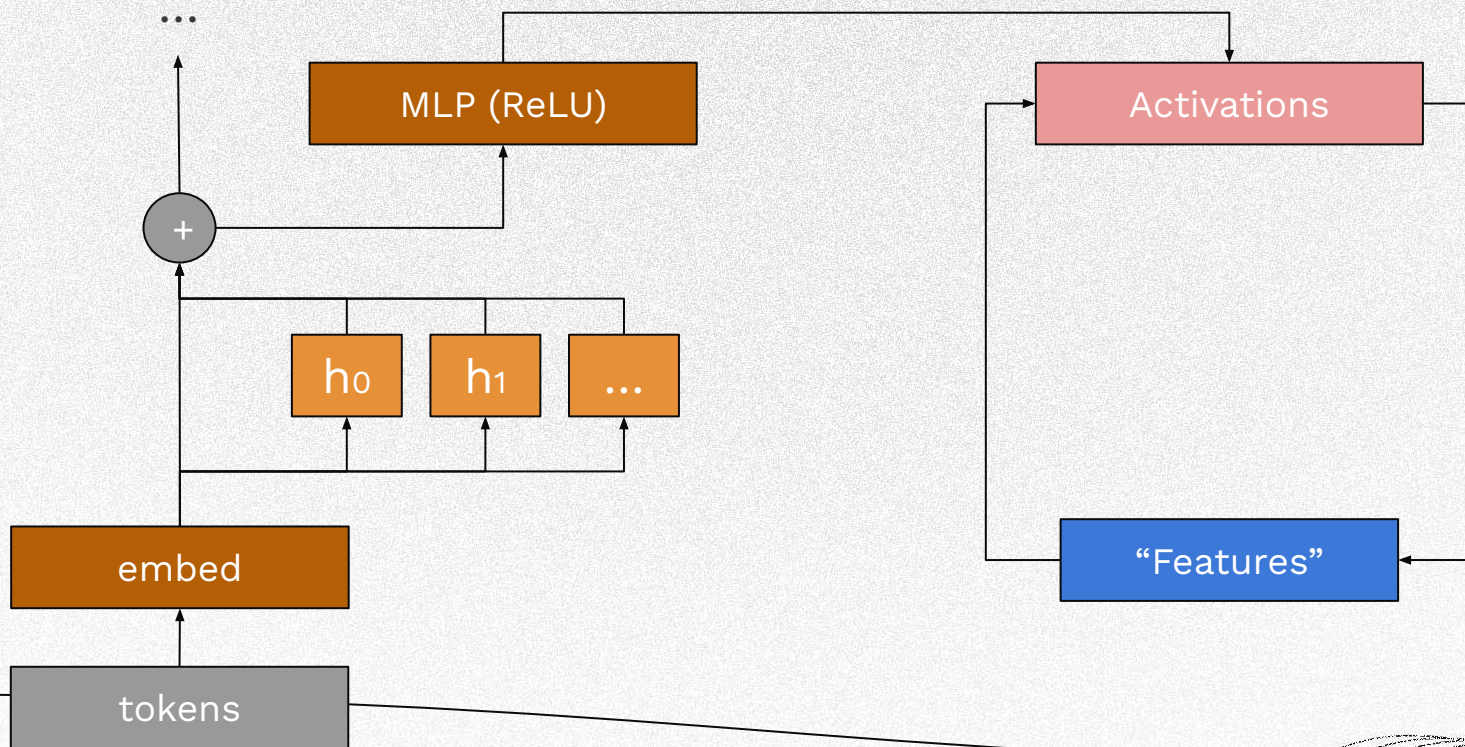 ...
MLP (ReLU)
Activations
+
h0
h1
...
embed
"Features"
tokens